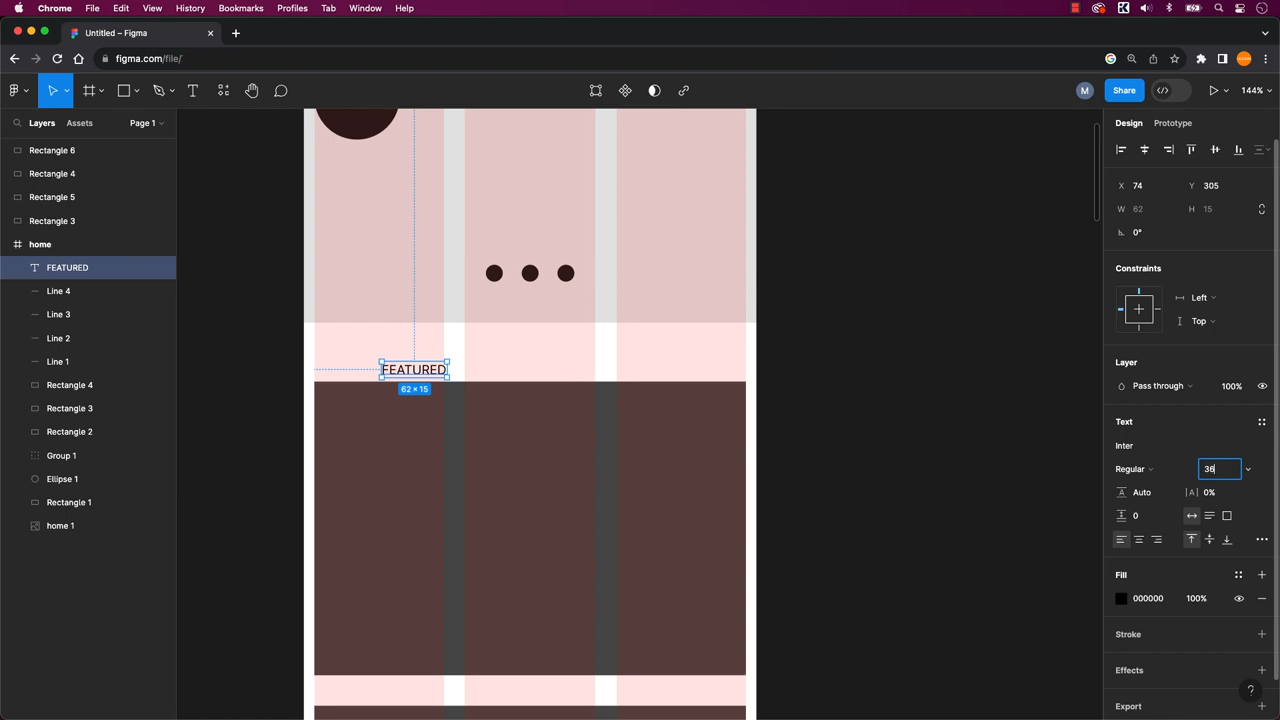 Chrome File Edit View History Bookmarks Profiles Tab Window Help
Untitled – Figma
figma.com/file/
M Share 144%
Layers Assets Page 1
Design Prototype
Rectangle 6
Rectangle 4
Rectangle 5
Rectangle 3
home
FEATURED
Line 4
Line 3
Line 2
Line 1
Rectangle 4
Rectangle 3
Rectangle 2
Group 1
Ellipse 1
Rectangle 1
home 1
FEATURED
62 × 15
X 74 Y 305
W 62 H 15
0°
Constraints
Left
Top
Layer
Pass through 100%
Text
Inter
Regular 36
Auto |A| 0%
0
Fill
000000 100%
Stroke
Effects
Export
?